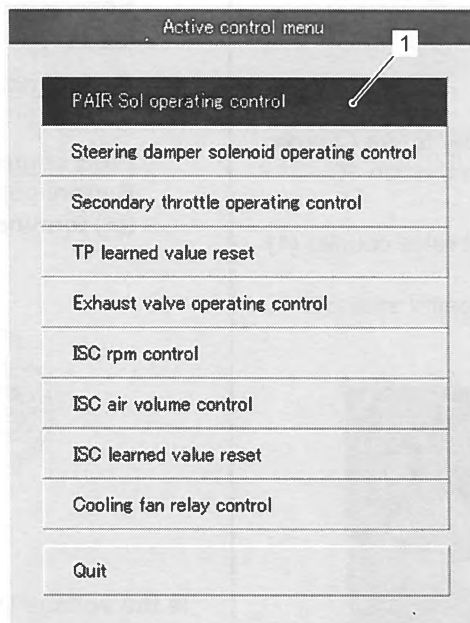 Active control menu
1
PAIR Sol operating control
Steering damper solenoid operating control
Secondary throttle operating control
TP learned value reset
Exhaust valve operating control
ISC rpm control
ISC air volume control
ISC learned value reset
Cooling fan relay control
Quit